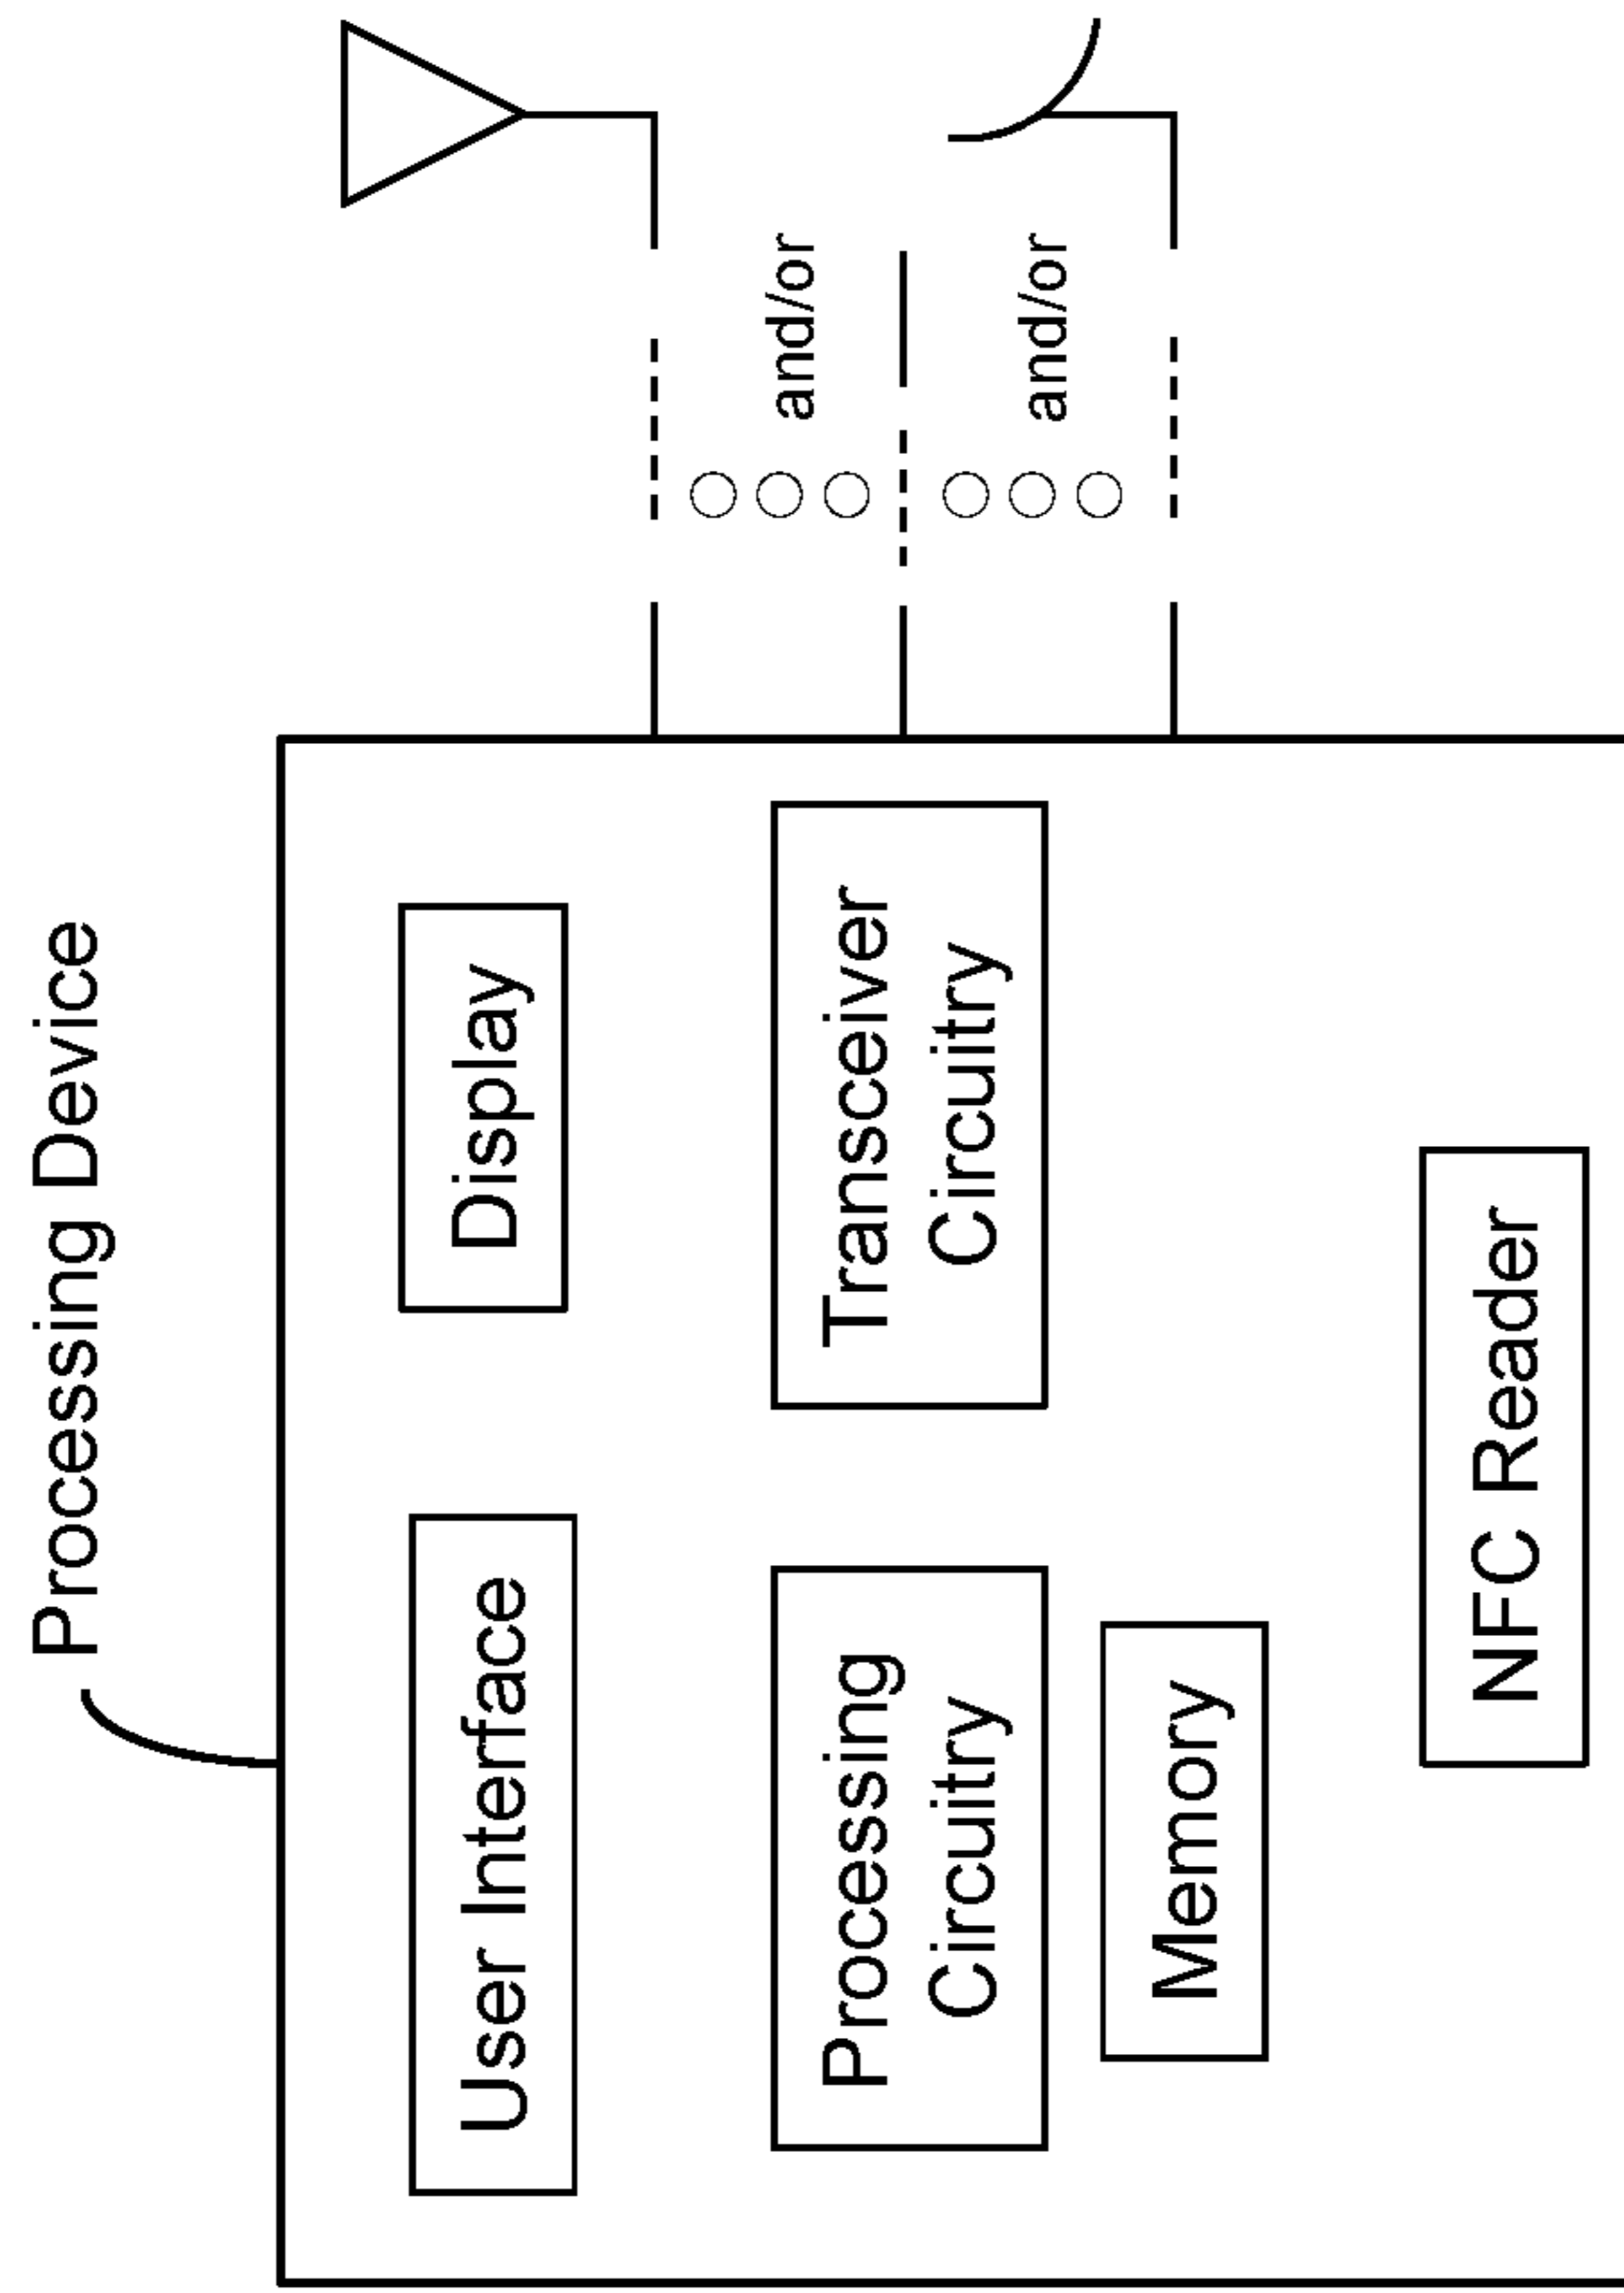 Processing Device
User Interface
Display
Processing
Circuitry
Transceiver
Circuitry
Memory
NFC Reader
and/or
and/or